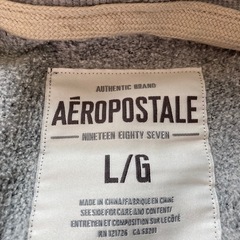 AUTHENTIC BRAND
AÉROPOSTALE
NINETEEN EIGHTY SEVEN
L/G
MADE IN CHINA/FABRIQUÉ EN CHINE
SEE SIDE FOR CARE AND CONTENT/
ENTRETIEN ET COMPOSITION SUR LE CÔTÉ
RN 121726 CA 53201